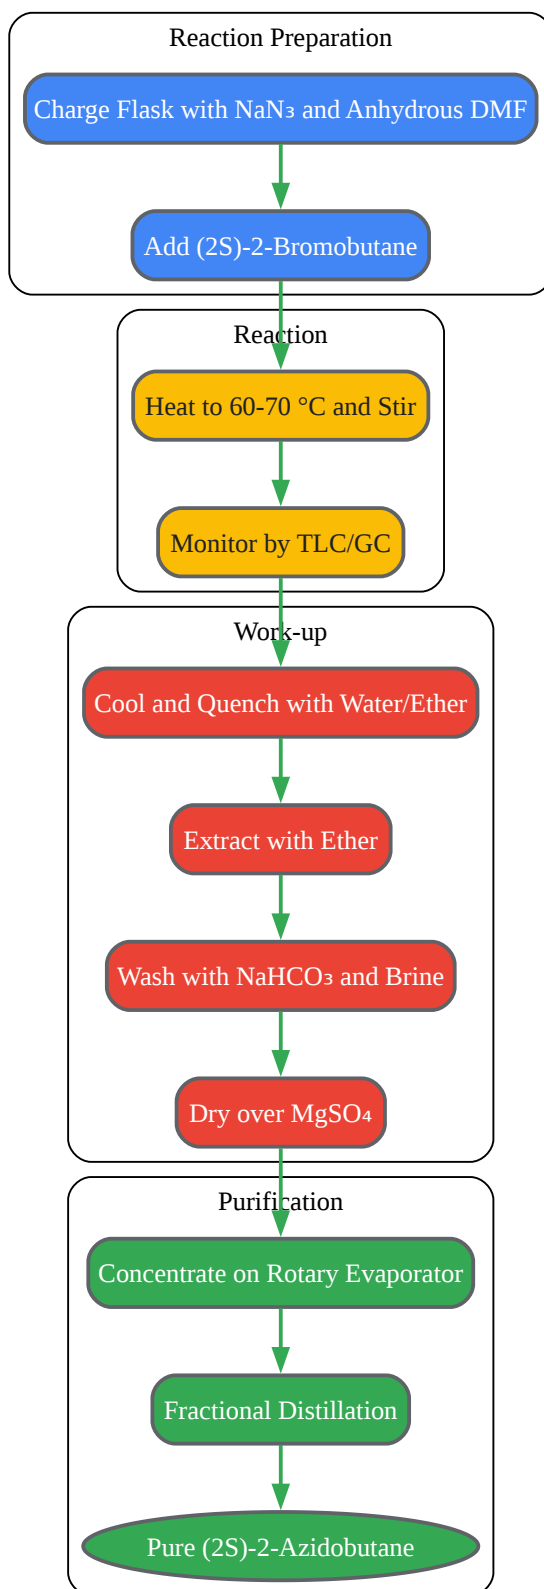 Reaction Preparation
Charge Flask with NaN₃ and Anhydrous DMF
Add (2S)-2-Bromobutane
Reaction
Heat to 60-70 °C and Stir
Monitor by TLC/GC
Work-up
Cool and Quench with Water/Ether
Extract with Ether
Wash with NaHCO₃ and Brine
Dry over MgSO₄
Purification
Concentrate on Rotary Evaporator
Fractional Distillation
Pure (2S)-2-Azidobutane